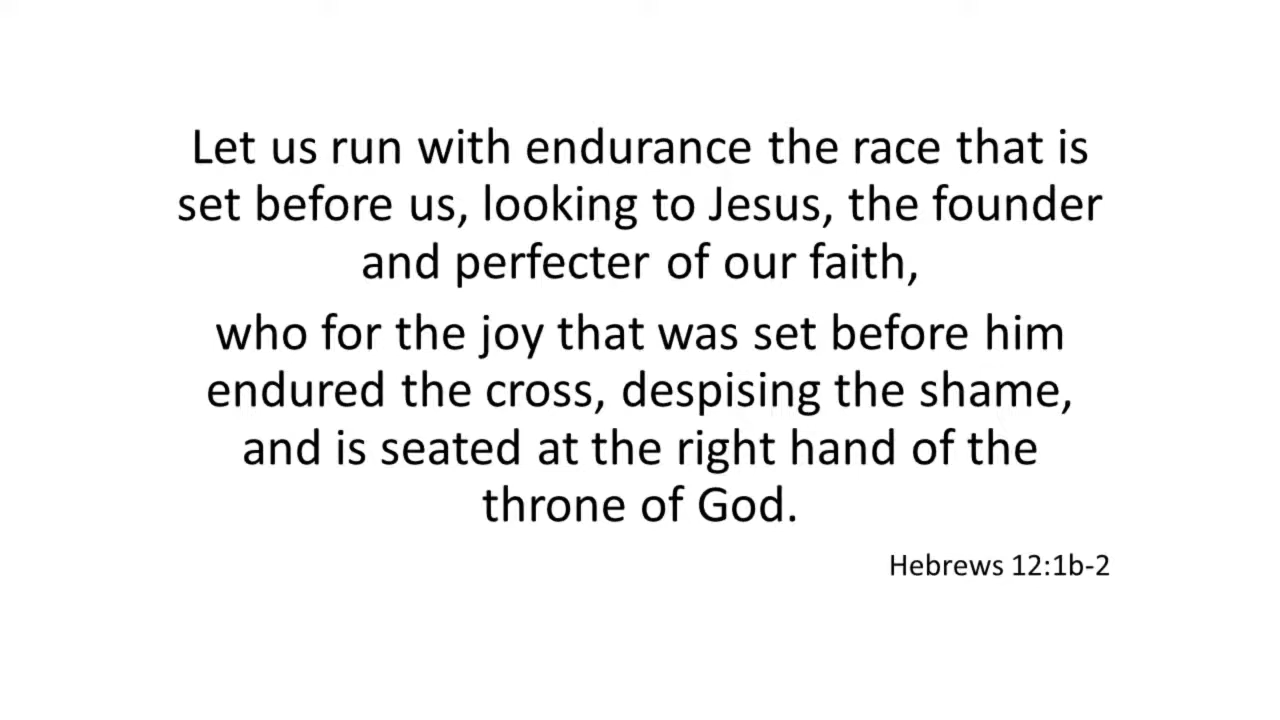 Let us run with endurance the race that is
set before us, looking to Jesus, the founder
and perfecter of our faith,
who for the joy that was set before him
endured the cross, despising the shame,
and is seated at the right hand of the
throne of God.
Hebrews 12:1b-2